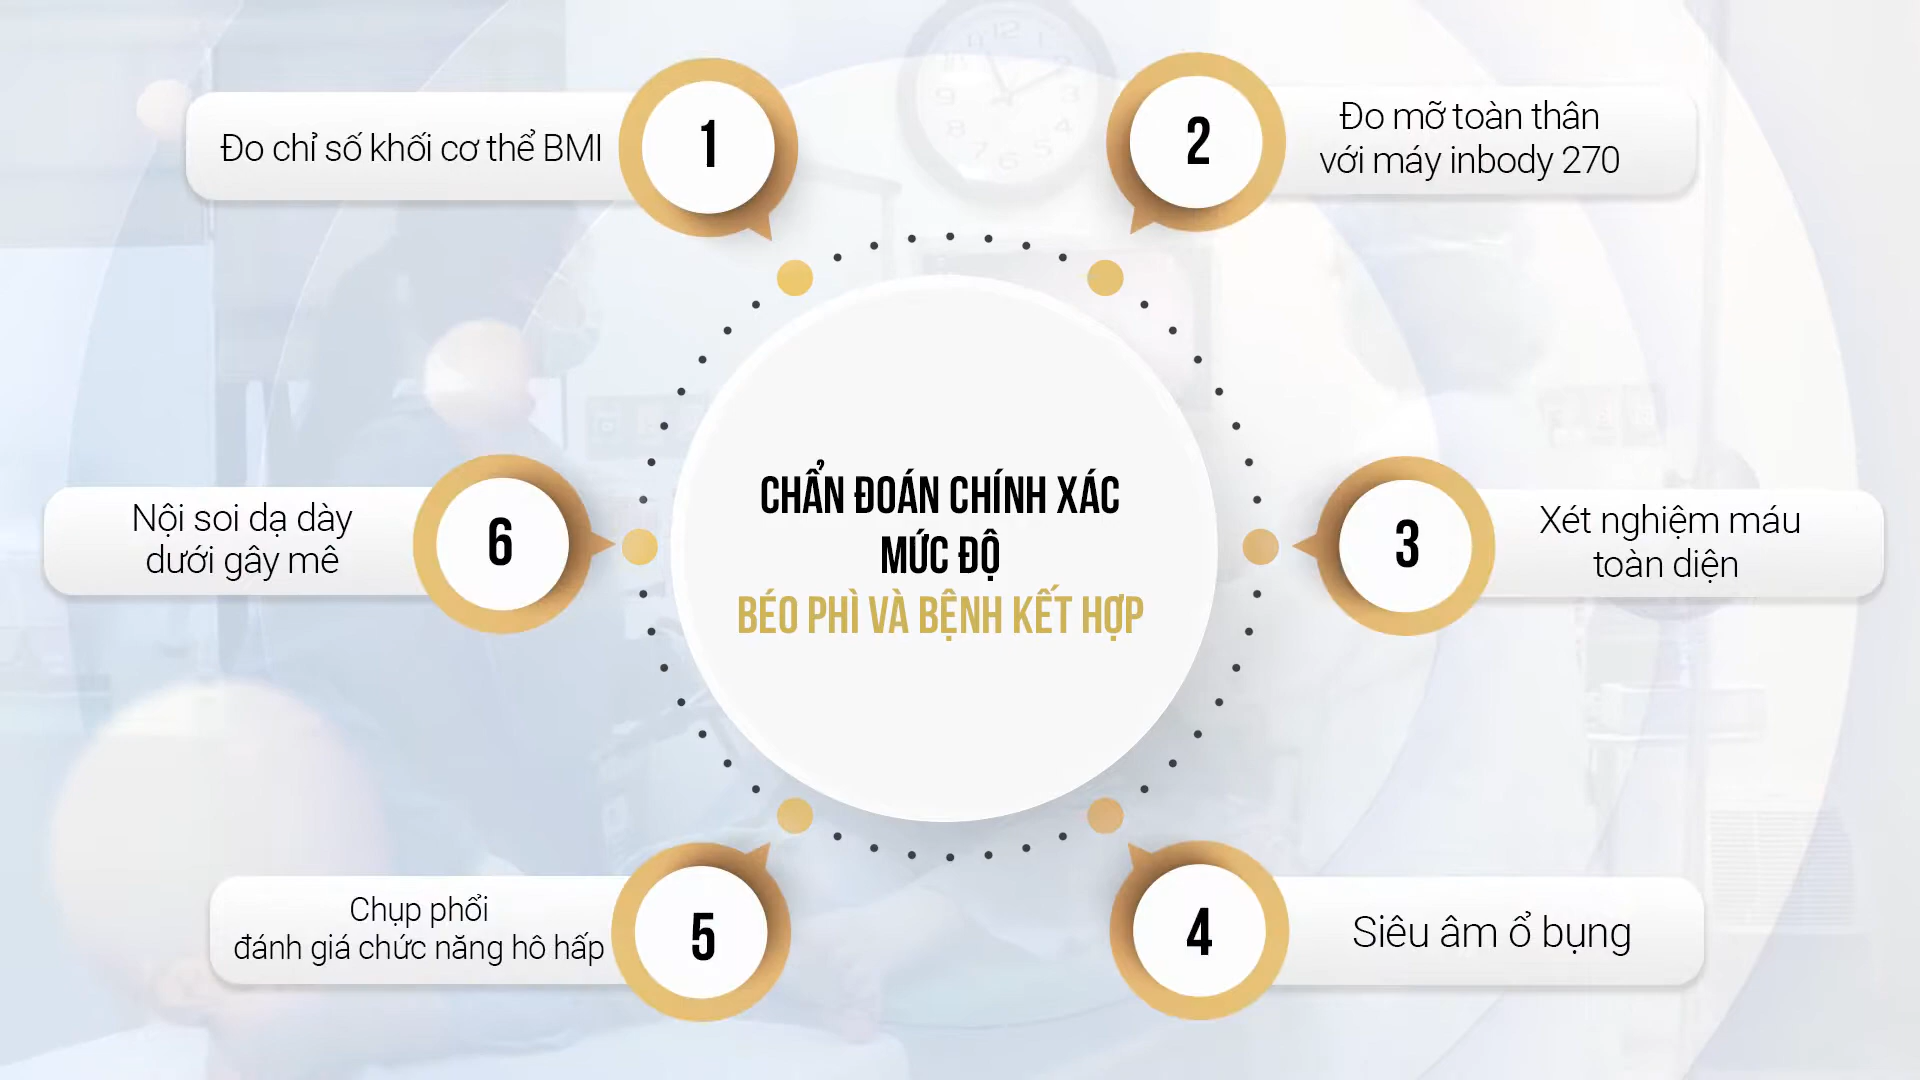 1
Đo chỉ số khối cơ thể BMI
2
Đo mỡ toàn thân
với máy inbody 270
CHẨN ĐOÁN CHÍNH XÁC
MỨC ĐỘ
BÉO PHÌ VÀ BỆNH KẾT HỢP
3
Xét nghiệm máu
toàn diện
4
Siêu âm ổ bụng
5
Chụp phổi
đánh giá chức năng hô hấp
6
Nội soi dạ dày
dưới gây mê